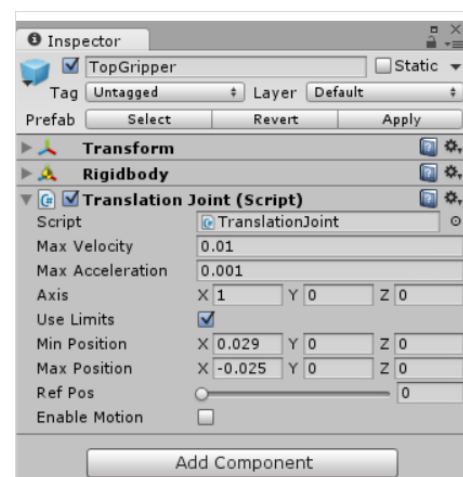 Inspector
TopGripper Static
Tag Untagged Layer Default
Prefab Select Revert Apply
Transform
Rigidbody
Translation Joint (Script)
Script TranslationJoint
Max Velocity 0.01
Max Acceleration 0.001
Axis X 1 Y 0 Z 0
Use Limits
Min Position X 0.029 Y 0 Z 0
Max Position X -0.025 Y 0 Z 0
Ref Pos 0
Enable Motion
Add Component